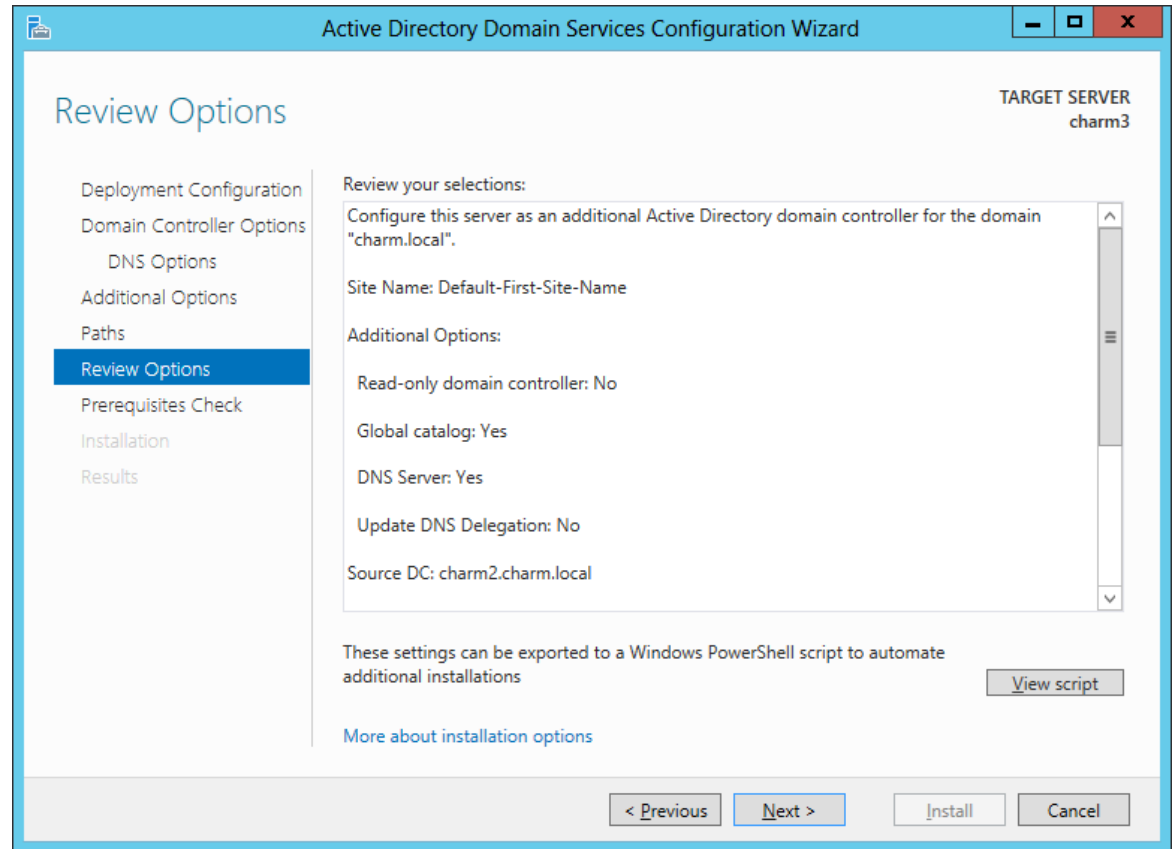 Active Directory Domain Services Configuration Wizard
Review Options
TARGET SERVER
charm3
Deployment Configuration
Domain Controller Options
DNS Options
Additional Options
Paths
Review Options
Prerequisites Check
Installation
Results
Review your selections:
Configure this server as an additional Active Directory domain controller for the domain
"charm.local".
Site Name: Default-First-Site-Name
Additional Options:
Read-only domain controller: No
Global catalog: Yes
DNS Server: Yes
Update DNS Delegation: No
Source DC: charm2.charm.local
These settings can be exported to a Windows PowerShell script to automate
additional installations
View script
More about installation options
< Previous
Next >
Install
Cancel